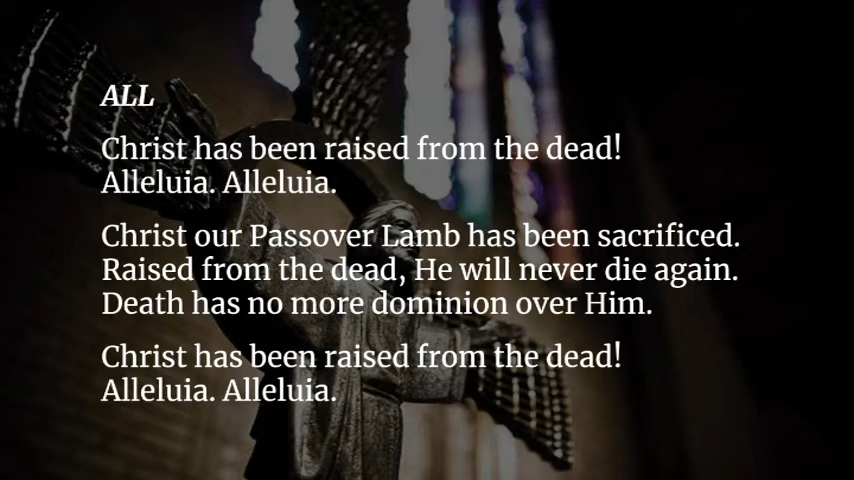 ALL
Christ has been raised from the dead!
Alleluia. Alleluia.
Christ our Passover Lamb has been sacrificed.
Raised from the dead, He will never die again.
Death has no more dominion over Him.
Christ has been raised from the dead!
Alleluia. Alleluia.